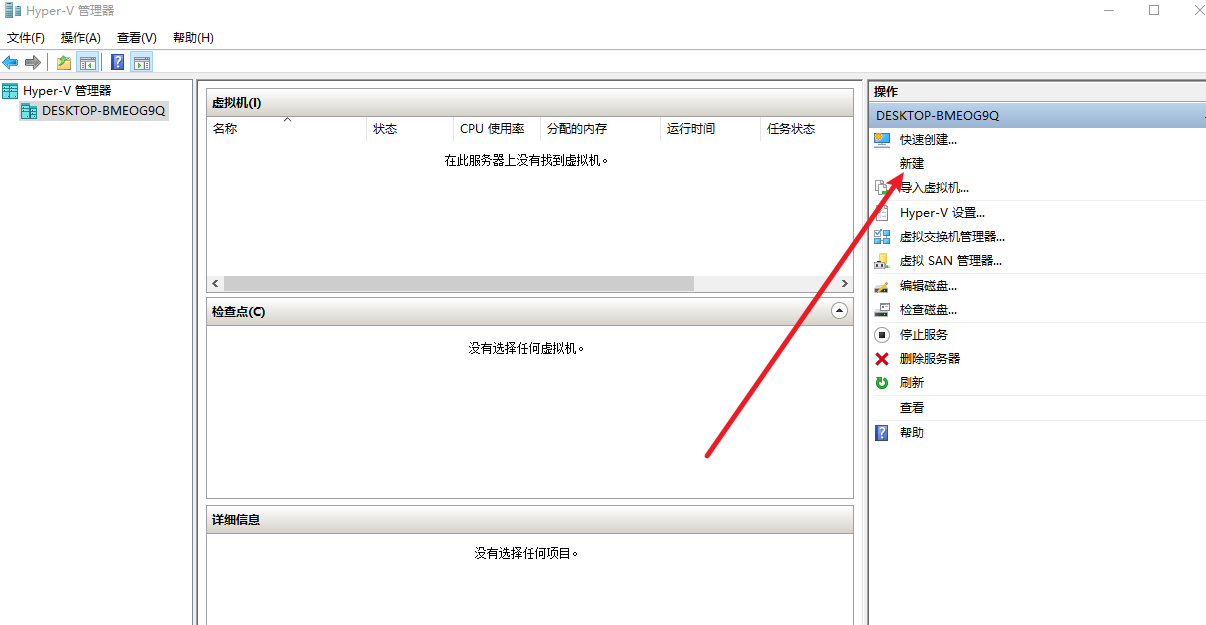 Hyper-V 管理器
文件(F) 操作(A) 查看(V) 帮助(H)
Hyper-V 管理器
DESKTOP-BMEOG9Q
虚拟机(I)
名称 状态 CPU 使用率 分配的内存 运行时间 任务状态
在此服务器上没有找到虚拟机。
检查点(C)
没有选择任何虚拟机。
详细信息
没有选择任何项目。
操作
DESKTOP-BMEOG9Q
快速创建...
新建
导入虚拟机...
Hyper-V 设置...
虚拟交换机管理器...
虚拟 SAN 管理器...
编辑磁盘...
检查磁盘...
停止服务
删除服务器
刷新
查看
帮助